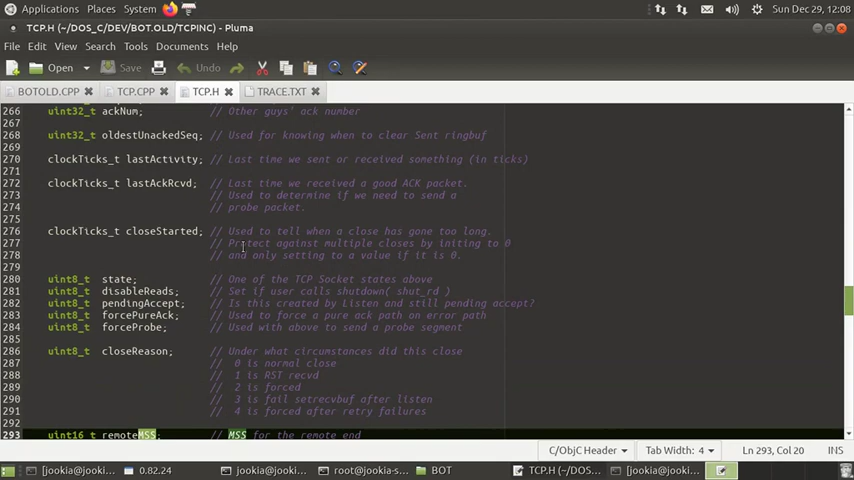 Applications Places System Sun Dec 29, 12:08
TCP.H (~/DOS_C/DEV/BOT.OLD/TCPINC) - Pluma
File Edit View Search Tools Documents Help
Open Save Undo
BOTOLD.CPP TCP.CPP TCP.H TRACE.TXT
266 uint32_t ackNum; // Other guys' ack number
267
268 uint32_t oldestUnackedSeq; // Used for knowing when to clear Sent ringbuf
269
270 clockTicks_t lastActivity; // Last time we sent or received something (in ticks)
271
272 clockTicks_t lastAckRcvd; // Last time we received a good ACK packet.
273 // Used to determine if we need to send a
274 // probe packet.
275
276 clockTicks_t closeStarted; // Used to tell when a close has gone too long.
277 // Protect against multiple closes by initing to 0
278 // and only setting to a value if it is 0.
279
280 uint8_t state; // One of the TCP Socket states above
281 uint8_t disableReads; // Set if user calls shutdown( shut_rd )
282 uint8_t pendingAccept; // Is this created by Listen and still pending accept?
283 uint8_t forcePureAck; // Used to force a pure ack path on error path
284 uint8_t forceProbe; // Used with above to send a probe segment
285
286 uint8_t closeReason; // Under what circumstances did this close
287 // 0 is normal close
288 // 1 is RST recvd
289 // 2 is forced
290 // 3 is fail setrecvbuf after listen
291 // 4 is forced after retry failures
292
293 uint16_t remoteMSS; // MSS for the remote end
C/ObjC Header Tab Width: 4 Ln 293, Col 20 INS
[jookia@jooki... 0.82.24 jookia@jookia-... root@jookia-s... BOT TCP.H (~/DOS... [jookia@jooki...